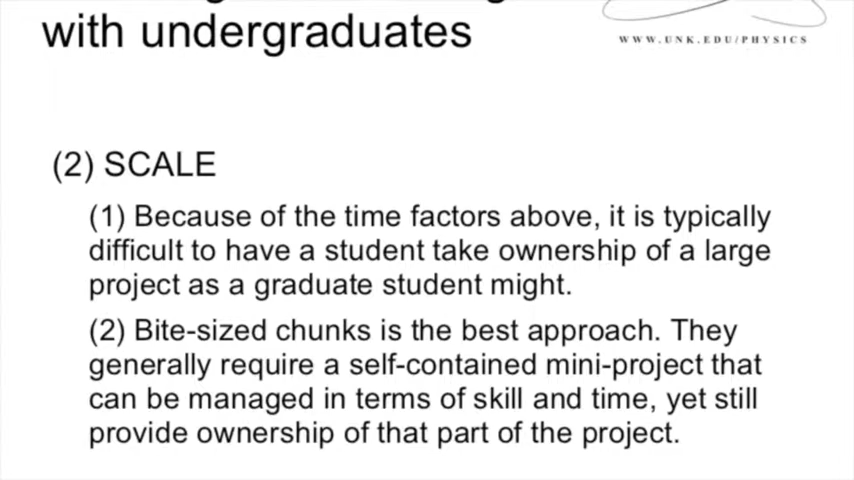 with undergraduates
WWW.UNK.EDU/PHYSICS
(2) SCALE
(1) Because of the time factors above, it is typically
difficult to have a student take ownership of a large
project as a graduate student might.
(2) Bite-sized chunks is the best approach. They
generally require a self-contained mini-project that
can be managed in terms of skill and time, yet still
provide ownership of that part of the project.